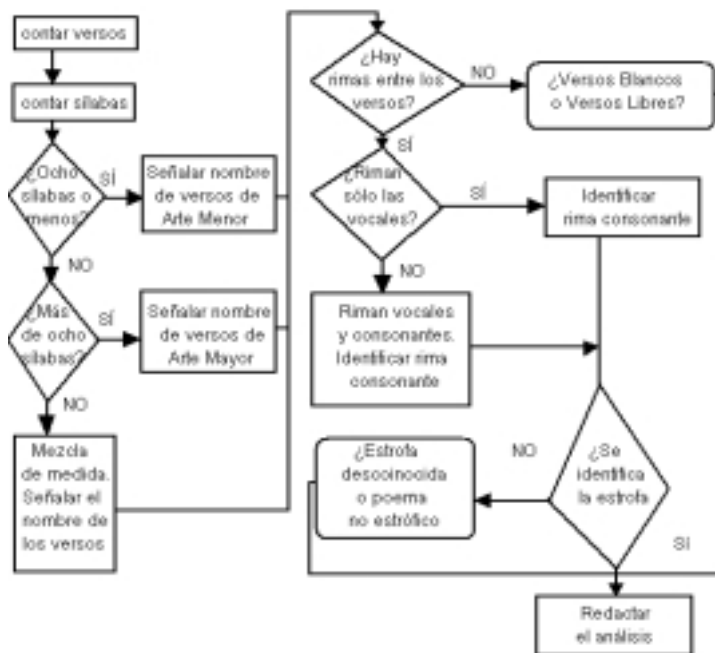 contar versos
contar sílabas
¿Ocho
sílabas o
menos?
SÍ
Señalar nombre
de versos de
Arte Menor
NO
¿Más
de ocho
sílabas?
SÍ
Señalar nombre
de versos de
Arte Mayor
NO
Mezcla
de medida.
Señalar el
nombre de
los versos
¿Hay
rimas entre los
versos?
NO
¿Versos Blancos
o Versos Libres?
SÍ
¿Riman
sólo las
vocales?
SÍ
Identificar
rima consonante
NO
Riman vocales
y consonantes.
Identificar rima
consonante
¿Se
identifica
la estrofa
NO
¿Estrofa
descoinocida
o poema
no estrófico
SÍ
Redactar
el análisis